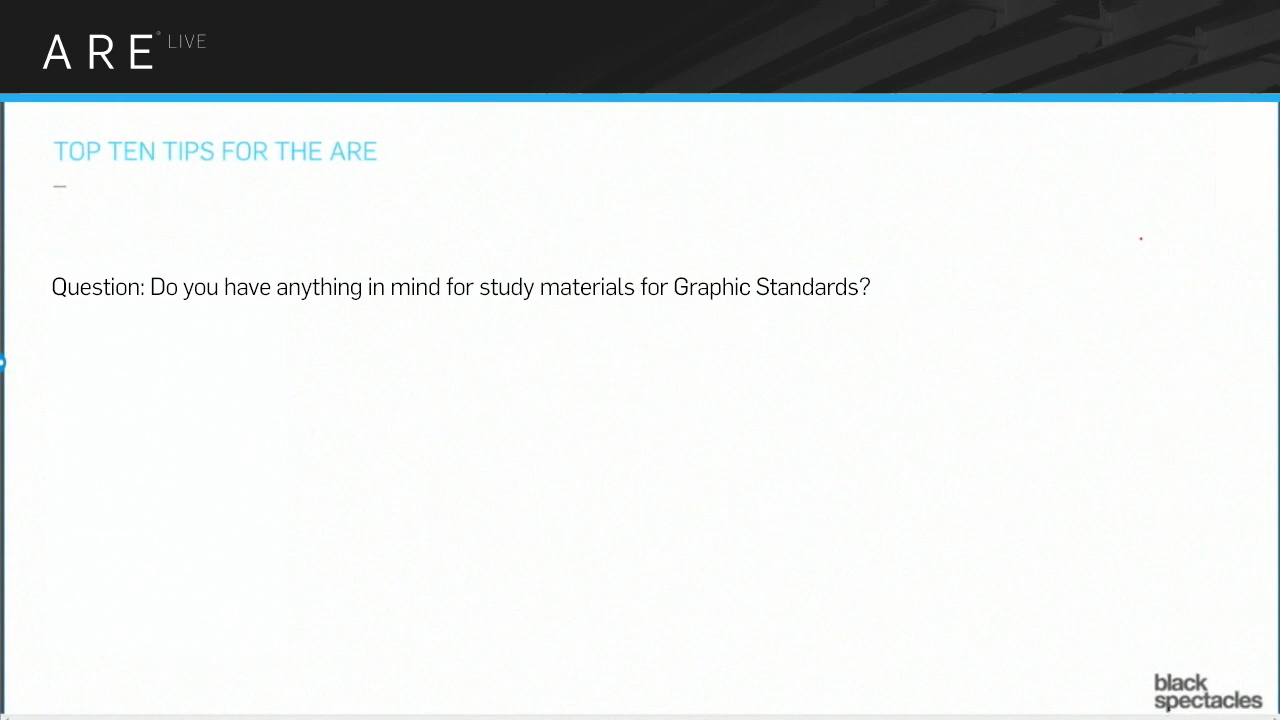 ARE® LIVE
TOP TEN TIPS FOR THE ARE
Question: Do you have anything in mind for study materials for Graphic Standards?
black
spectacles